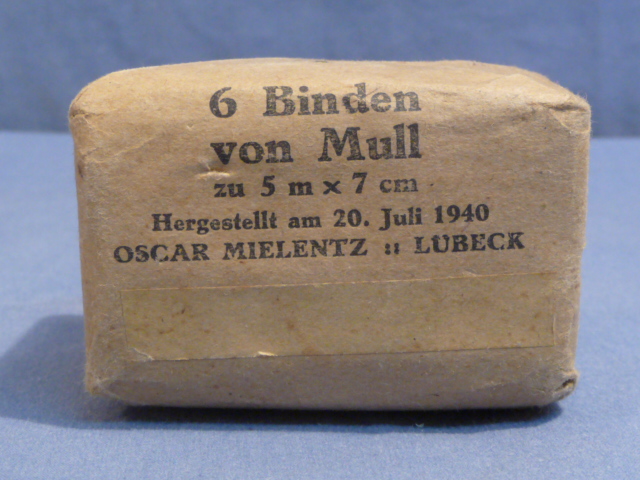 6 Binden
von Mull
zu 5 m x 7 cm
Hergestellt am 20. Juli 1940
OSCAR MIELENTZ :: LÜBECK